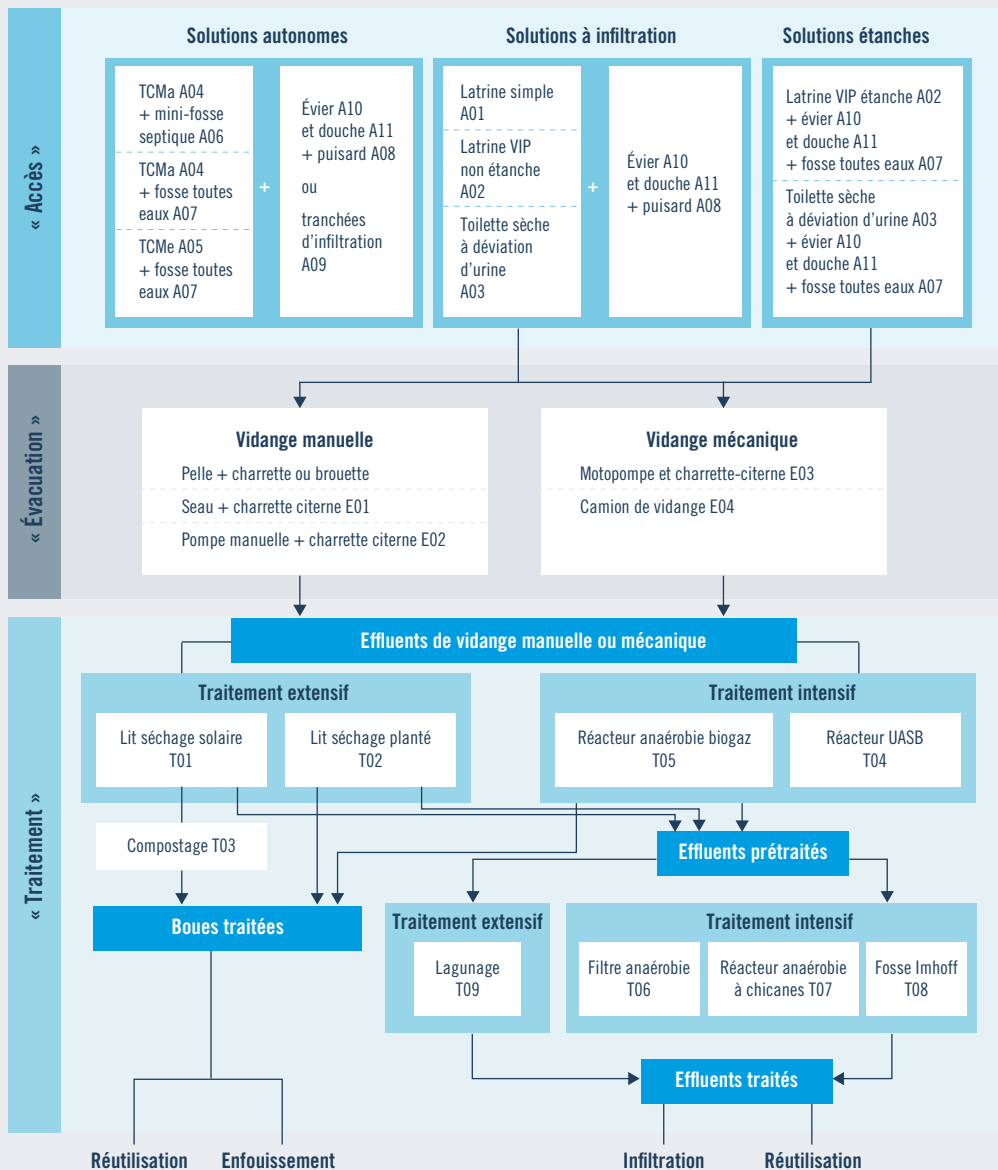 « Accès »
Solutions autonomes
TCMa A04
+ mini-fosse
septique A06
TCMa A04
+ fosse toutes
eaux A07
TCMe A05
+ fosse toutes
eaux A07
+
Évier A10
et douche A11
+ puisard A08
ou
tranchées
d'infiltration
A09
Solutions à infiltration
Latrine simple
A01
Latrine VIP
non étanche
A02
Toilette sèche
à déviation
d'urine
A03
+
Évier A10
et douche A11
+ puisard A08
Solutions étanches
Latrine VIP étanche A02
+ évier A10
et douche A11
+ fosse toutes eaux A07
Toilette sèche
à déviation d'urine A03
+ évier A10
et douche A11
+ fosse toutes eaux A07
« Évacuation »
Vidange manuelle
Pelle + charrette ou brouette
Seau + charrette citerne E01
Pompe manuelle + charrette citerne E02
Vidange mécanique
Motopompe et charrette-citerne E03
Camion de vidange E04
« Traitement »
Effluents de vidange manuelle ou mécanique
Traitement extensif
Lit séchage solaire
T01
Lit séchage planté
T02
Traitement intensif
Réacteur anaérobie biogaz
T05
Réacteur UASB
T04
Compostage T03
Effluents prétraités
Boues traitées
Traitement extensif
Lagunage
T09
Traitement intensif
Filtre anaérobie
T06
Réacteur anaérobie
à chicanes T07
Fosse Imhoff
T08
Effluents traités
Réutilisation
Enfouissement
Infiltration
Réutilisation